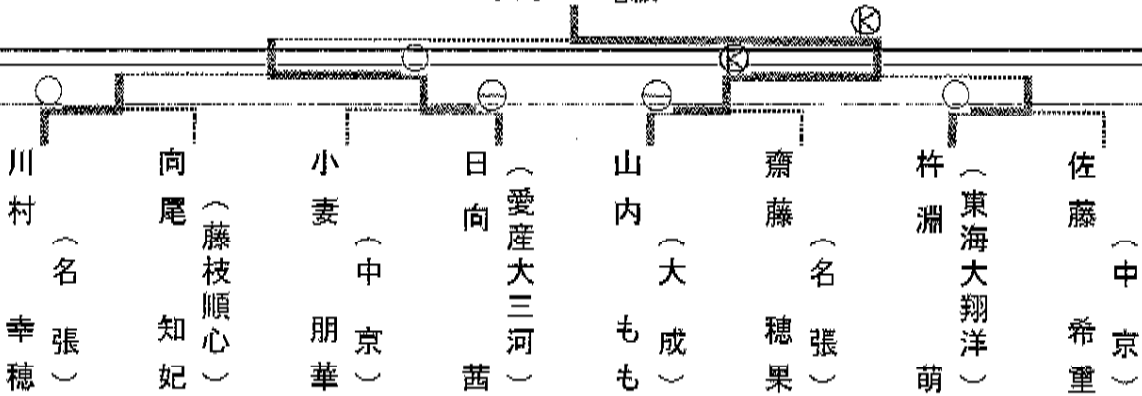 川村 幸穂
(名張)
向尾 知妃
(藤枝順心)
小妻 朋華
(中京)
日向 茜
(愛産大三河)
山内 もも
(大成)
齋藤 穂果
(名張)
杵淵 萌
(東海大翔洋)
佐藤 希重
(中京)